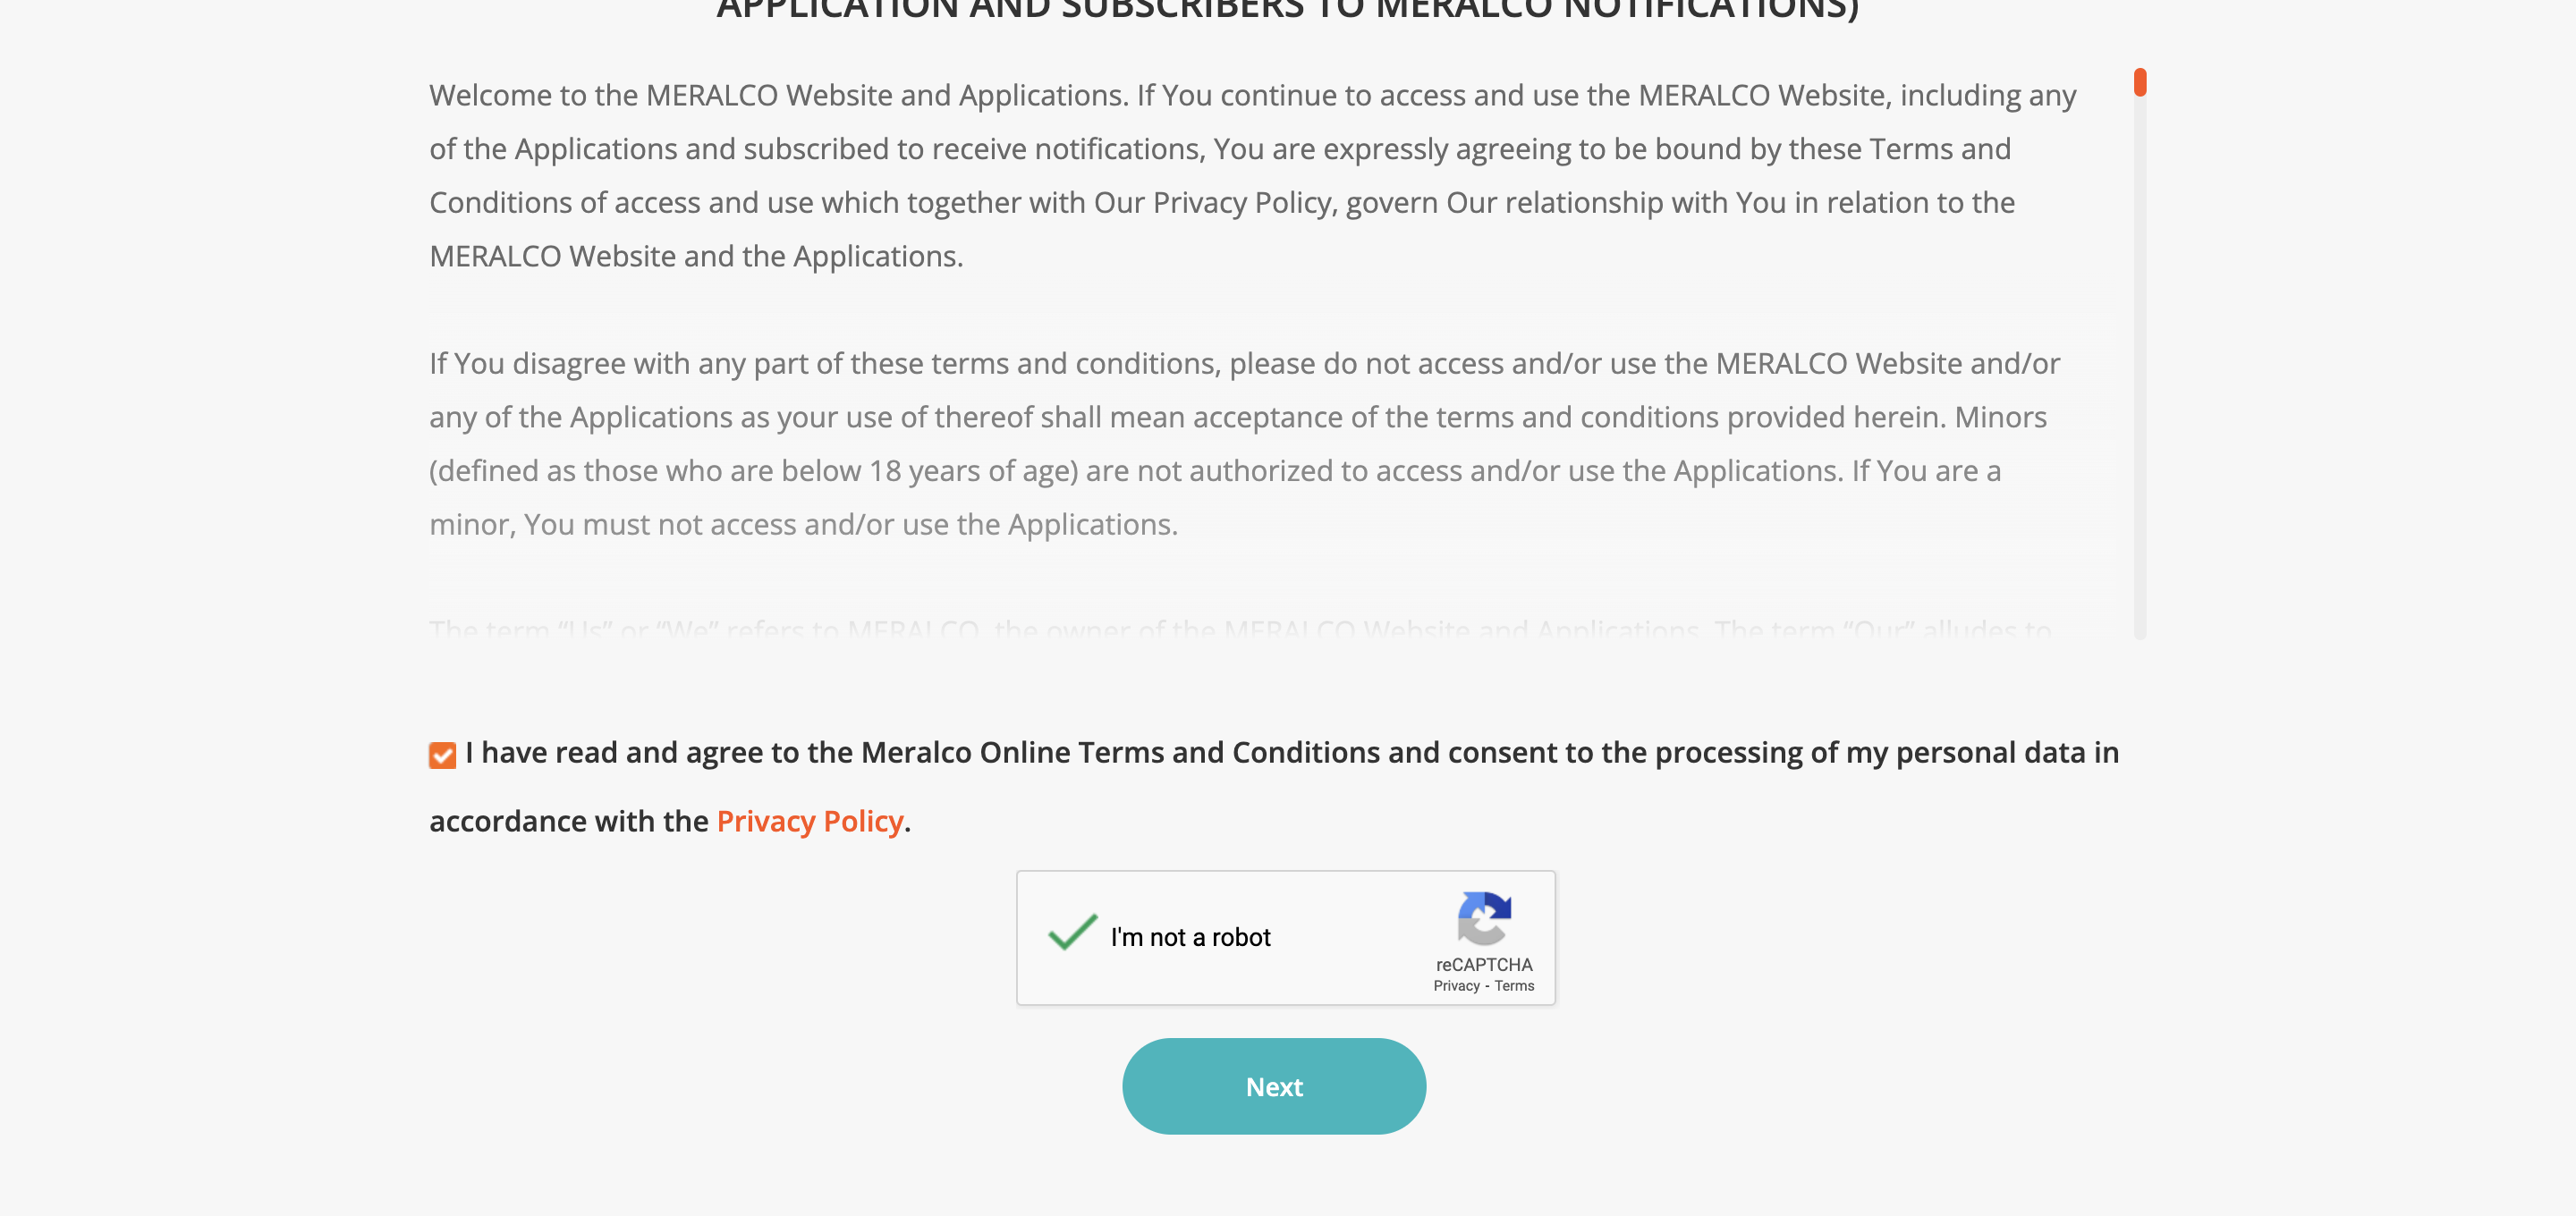 APPLICATION AND SUBSCRIBERS TO MERALCO NOTIFICATIONS)
Welcome to the MERALCO Website and Applications. If You continue to access and use the MERALCO Website, including any
of the Applications and subscribed to receive notifications, You are expressly agreeing to be bound by these Terms and
Conditions of access and use which together with Our Privacy Policy, govern Our relationship with You in relation to the
MERALCO Website and the Applications.
If You disagree with any part of these terms and conditions, please do not access and/or use the MERALCO Website and/or
any of the Applications as your use of thereof shall mean acceptance of the terms and conditions provided herein. Minors
(defined as those who are below 18 years of age) are not authorized to access and/or use the Applications. If You are a
minor, You must not access and/or use the Applications.
The term “Us” or “We” refers to MERALCO, the owner of the MERALCO Website and Applications. The term “Our” alludes to
I have read and agree to the Meralco Online Terms and Conditions and consent to the processing of my personal data in
accordance with the Privacy Policy.
I'm not a robot
reCAPTCHA
Privacy - Terms
Next